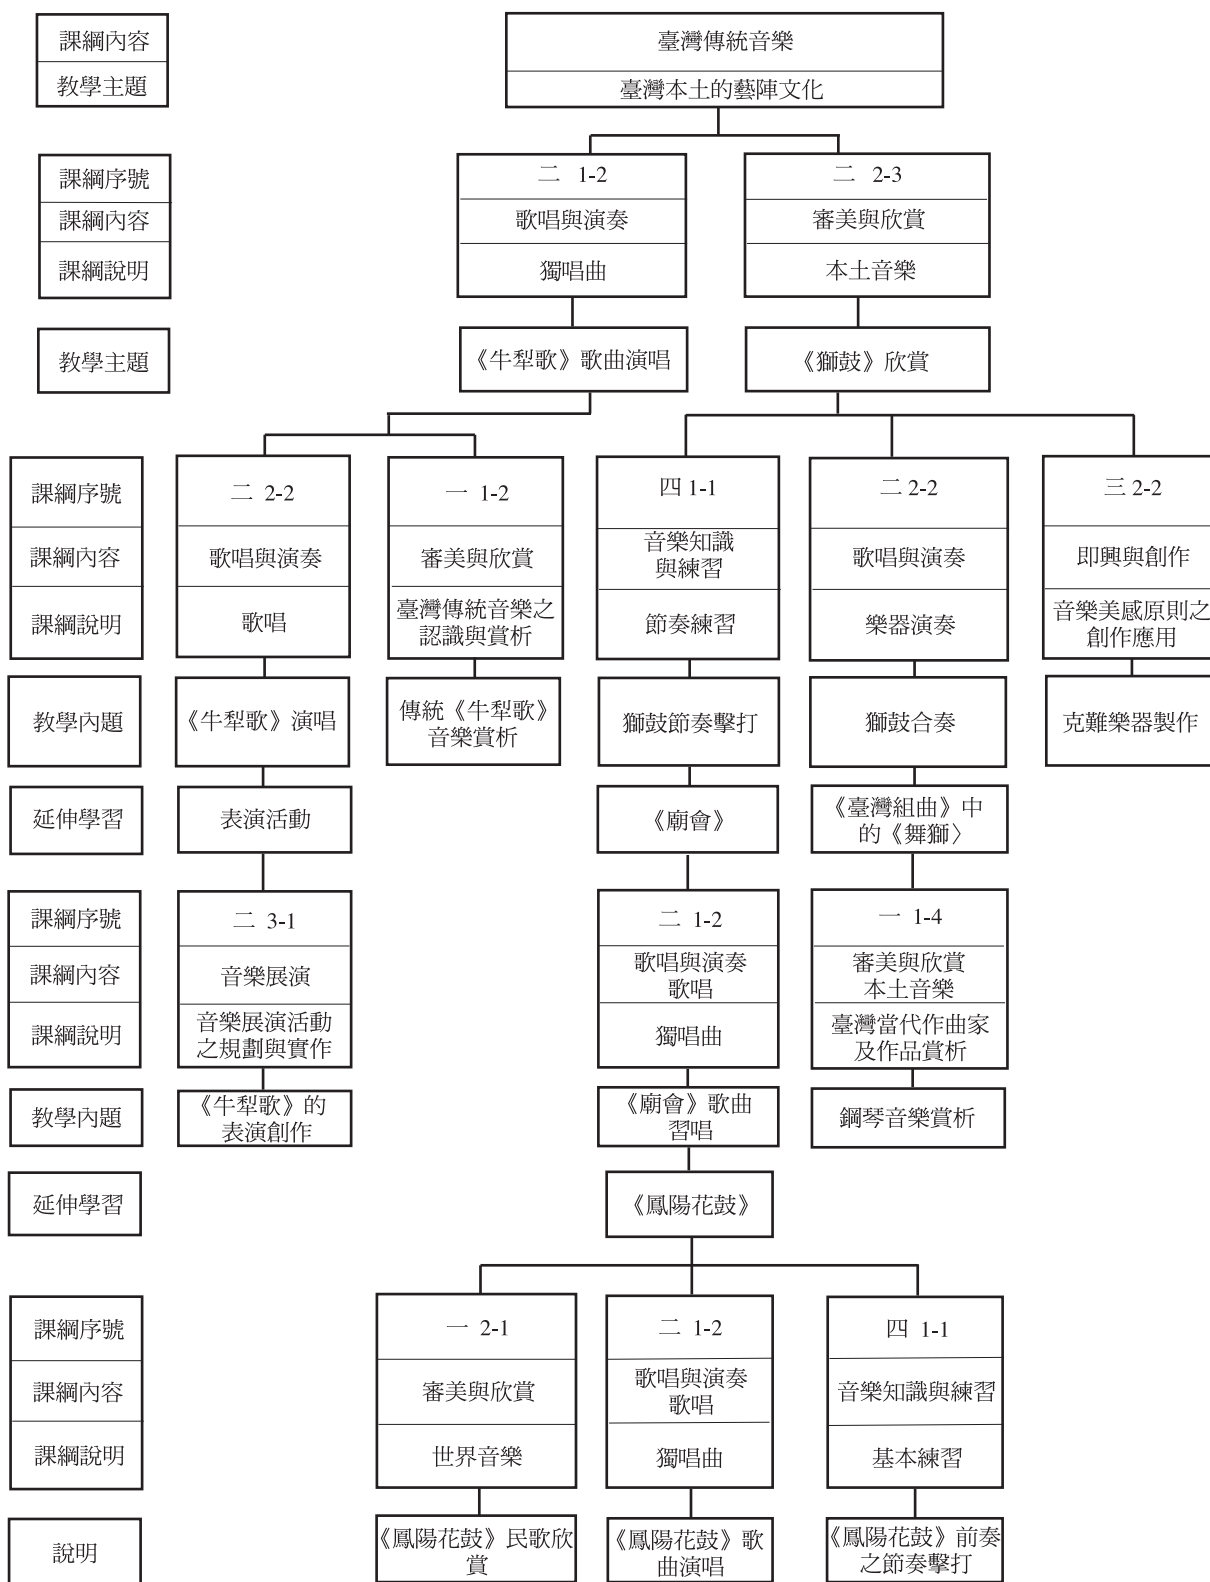 課綱內容
臺灣傳統音樂
教學主題
臺灣本土的藝陣文化
課綱序號
二 1-2
二 2-3
課綱內容
歌唱與演奏
審美與欣賞
課綱說明
獨唱曲
本土音樂
教學主題
《牛犁歌》歌曲演唱
《獅鼓》欣賞
課綱序號
二 2-2
一 1-2
四 1-1
二 2-2
三 2-2
課綱內容
歌唱與演奏
審美與欣賞
音樂知識
與練習
歌唱與演奏
即興與創作
課綱說明
歌唱
臺灣傳統音樂之
認識與賞析
節奏練習
樂器演奏
音樂美感原則之
創作應用
教學內題
《牛犁歌》演唱
傳統《牛犁歌》
音樂賞析
獅鼓節奏擊打
獅鼓合奏
克難樂器製作
延伸學習
表演活動
《廟會》
《臺灣組曲》中
的《舞獅〉
課綱序號
二 3-1
二 1-2
一 1-4
課綱內容
音樂展演
歌唱與演奏
歌唱
審美與欣賞
本土音樂
課綱說明
音樂展演活動
之規劃與實作
獨唱曲
臺灣當代作曲家
及作品賞析
教學內題
《牛犁歌》的
表演創作
《廟會》歌曲
習唱
鋼琴音樂賞析
延伸學習
《鳳陽花鼓》
課綱序號
一 2-1
二 1-2
四 1-1
課綱內容
審美與欣賞
歌唱與演奏
歌唱
音樂知識與練習
課綱說明
世界音樂
獨唱曲
基本練習
說明
《鳳陽花鼓》民歌欣
賞
《鳳陽花鼓》歌
曲演唱
《鳳陽花鼓》前奏
之節奏擊打